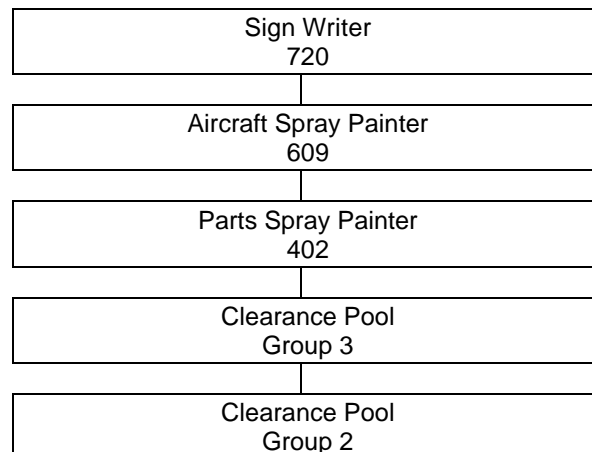 Sign Writer
720
Aircraft Spray Painter
609
Parts Spray Painter
402
Clearance Pool
Group 3
Clearance Pool
Group 2